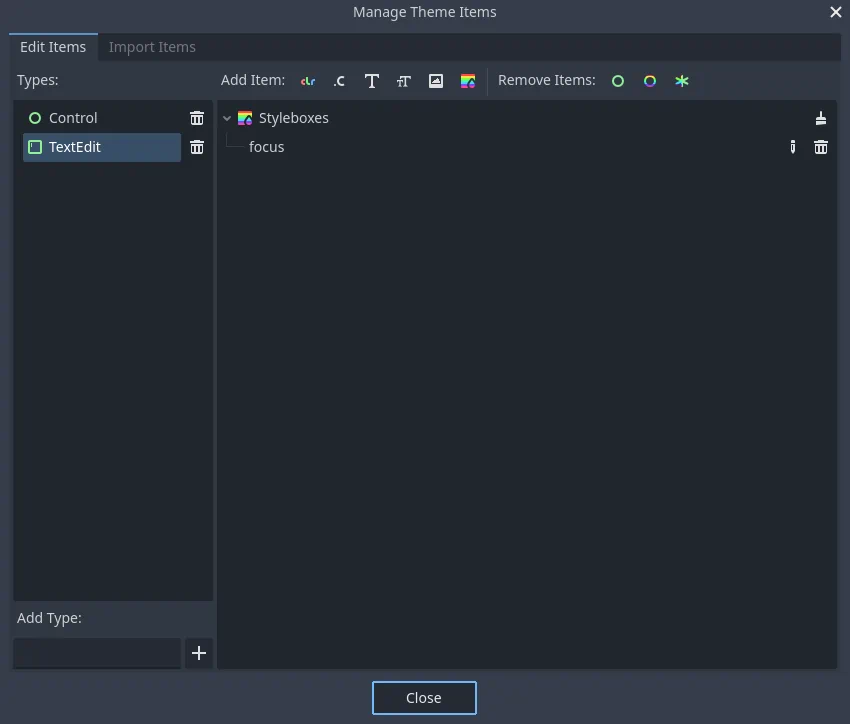 Manage Theme Items
Edit Items Import Items
Types: Add Item: Remove Items:
Control
TextEdit
Styleboxes
focus
Add Type:
Close